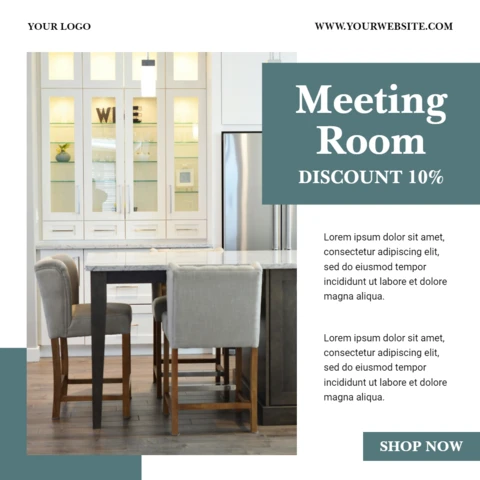 YOUR LOGO
WWW.YOURWEBSITE.COM
Meeting
Room
DISCOUNT 10%
Lorem ipsum dolor sit amet,
consectetur adipiscing elit,
sed do eiusmod tempor
incididunt ut labore et dolore
magna aliqua.
Lorem ipsum dolor sit amet,
consectetur adipiscing elit,
sed do eiusmod tempor
incididunt ut labore et dolore
magna aliqua.
SHOP NOW